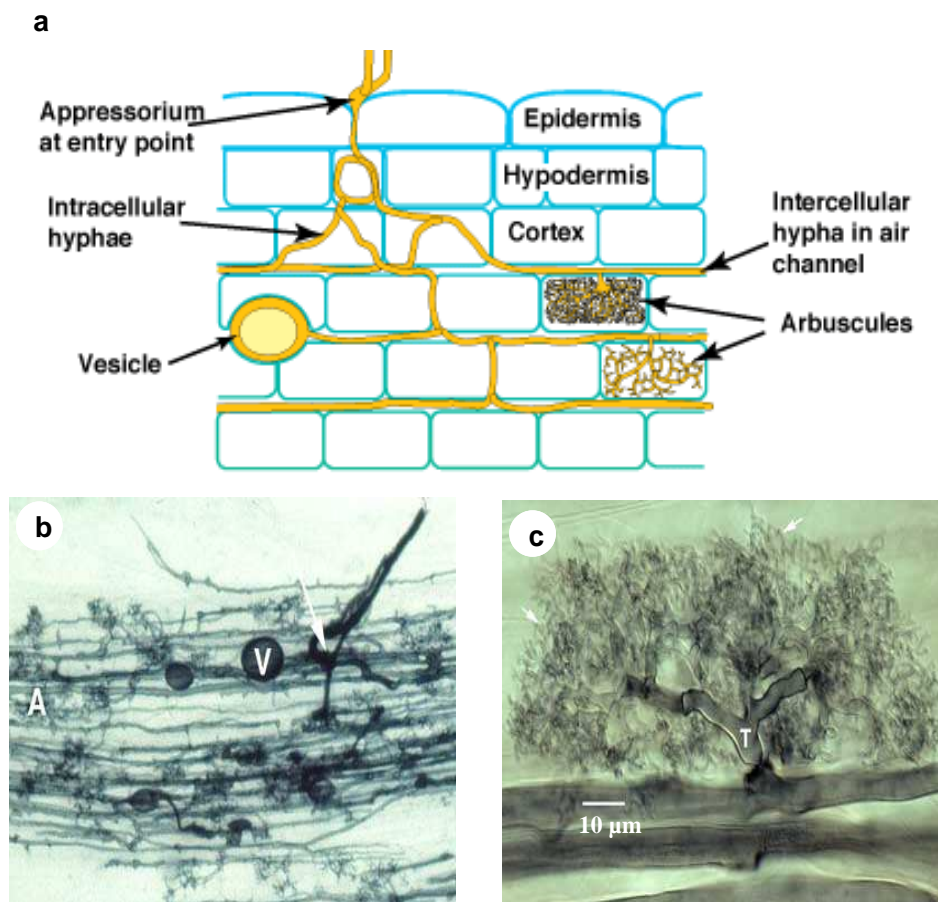 a
Appressorium
at entry point
Epidermis
Hypodermis
Intracellular
hyphae
Cortex
Intercellular
hypha in air
channel
Arbuscules
Vesicle
b
V
A
c
T
10 µm